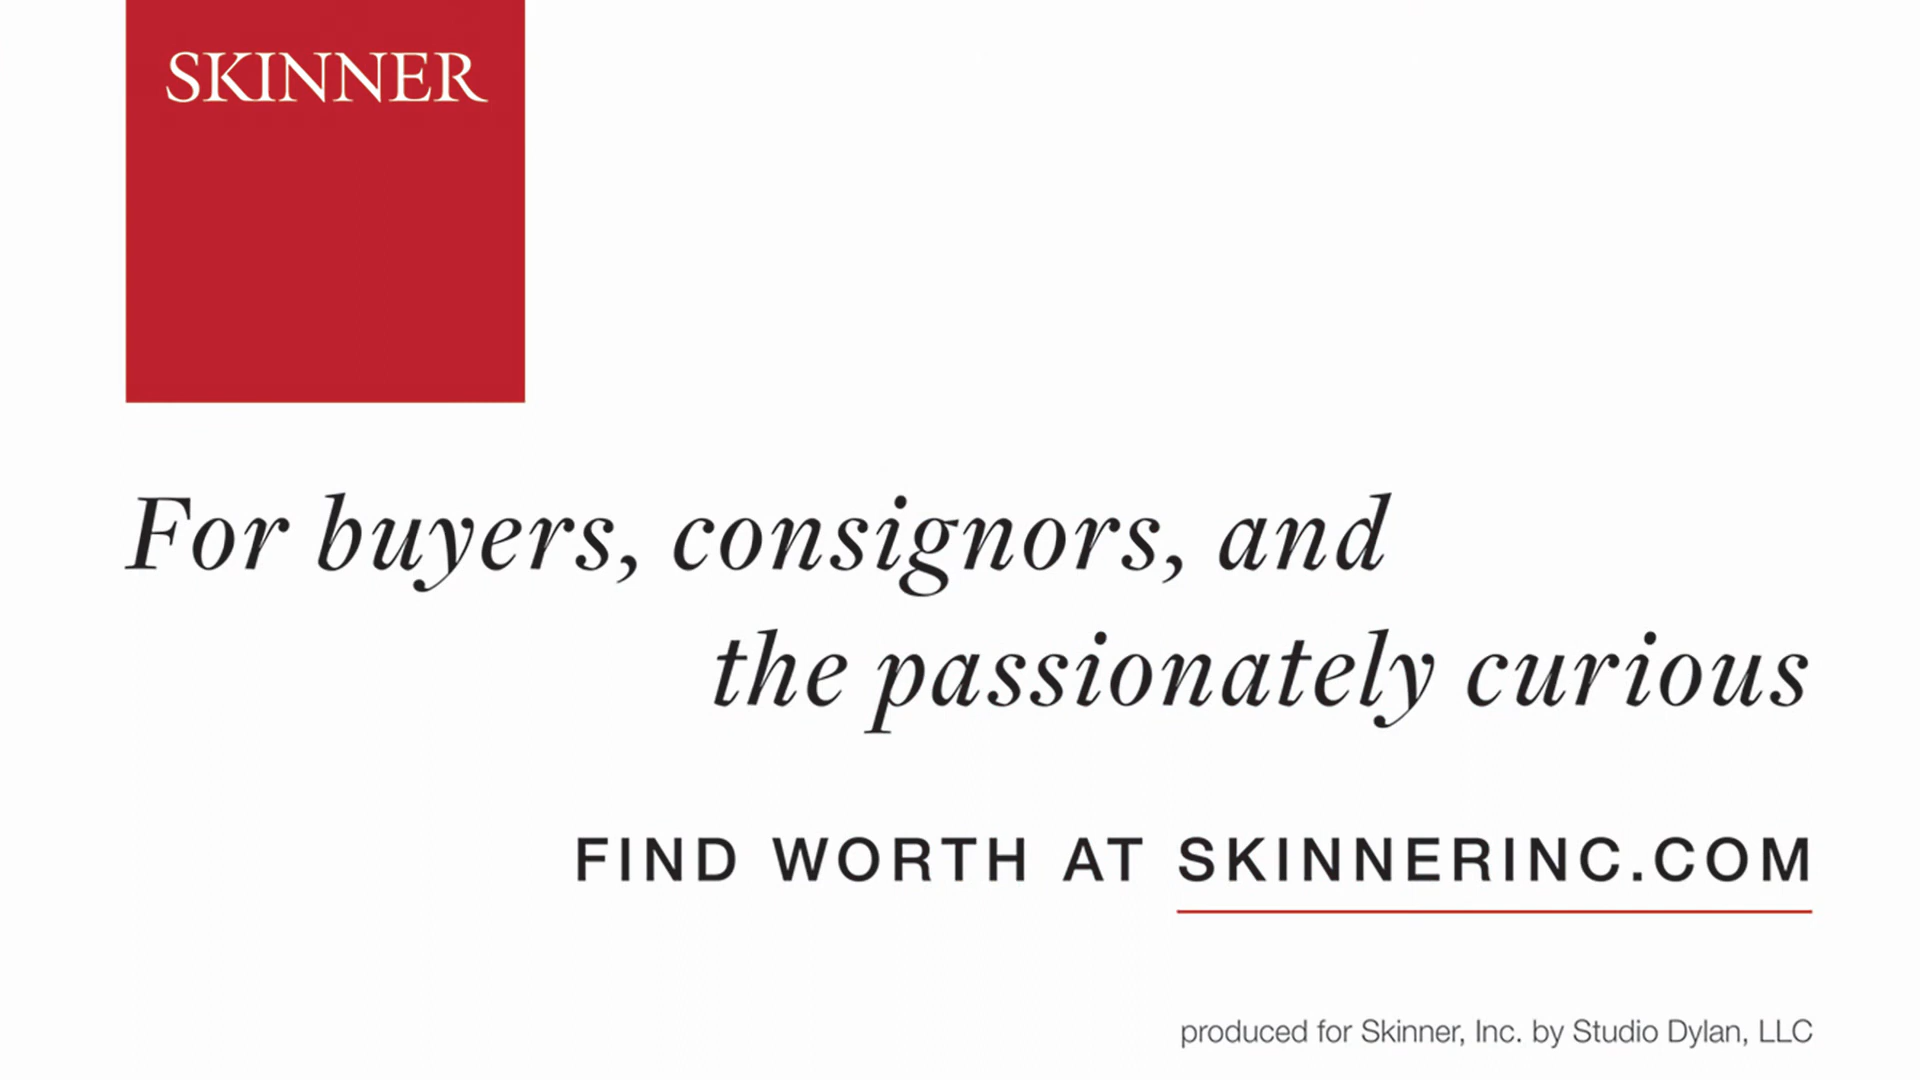 SKINNER
For buyers, consignors, and
the passionately curious
FIND WORTH AT SKINNERINC.COM
produced for Skinner, Inc. by Studio Dylan, LLC